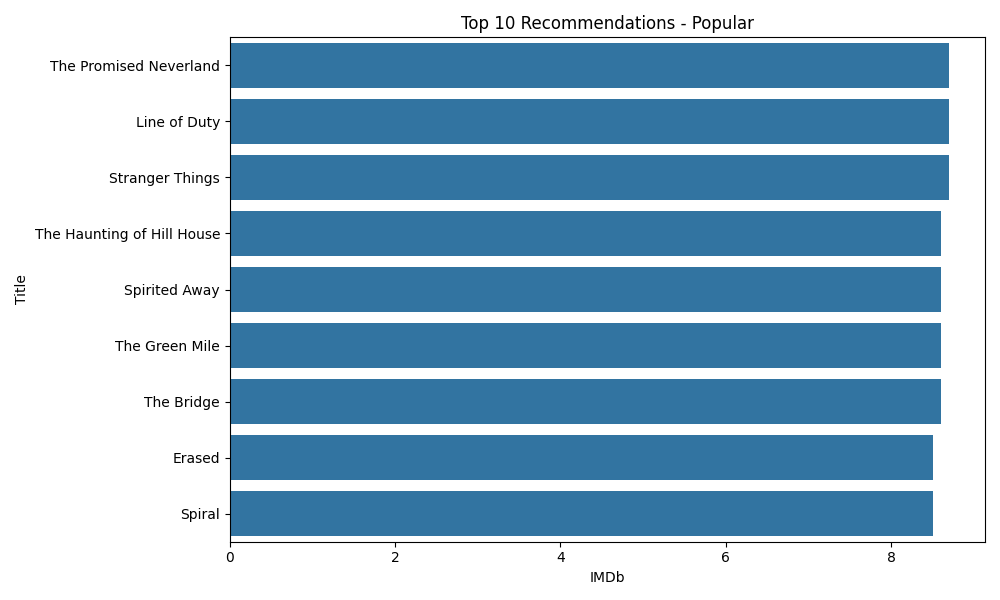 Top 10 Recommendations - Popular
Title
The Promised Neverland
Line of Duty
Stranger Things
The Haunting of Hill House
Spirited Away
The Green Mile
The Bridge
Erased
Spiral
0 2 4 6 8
IMDb